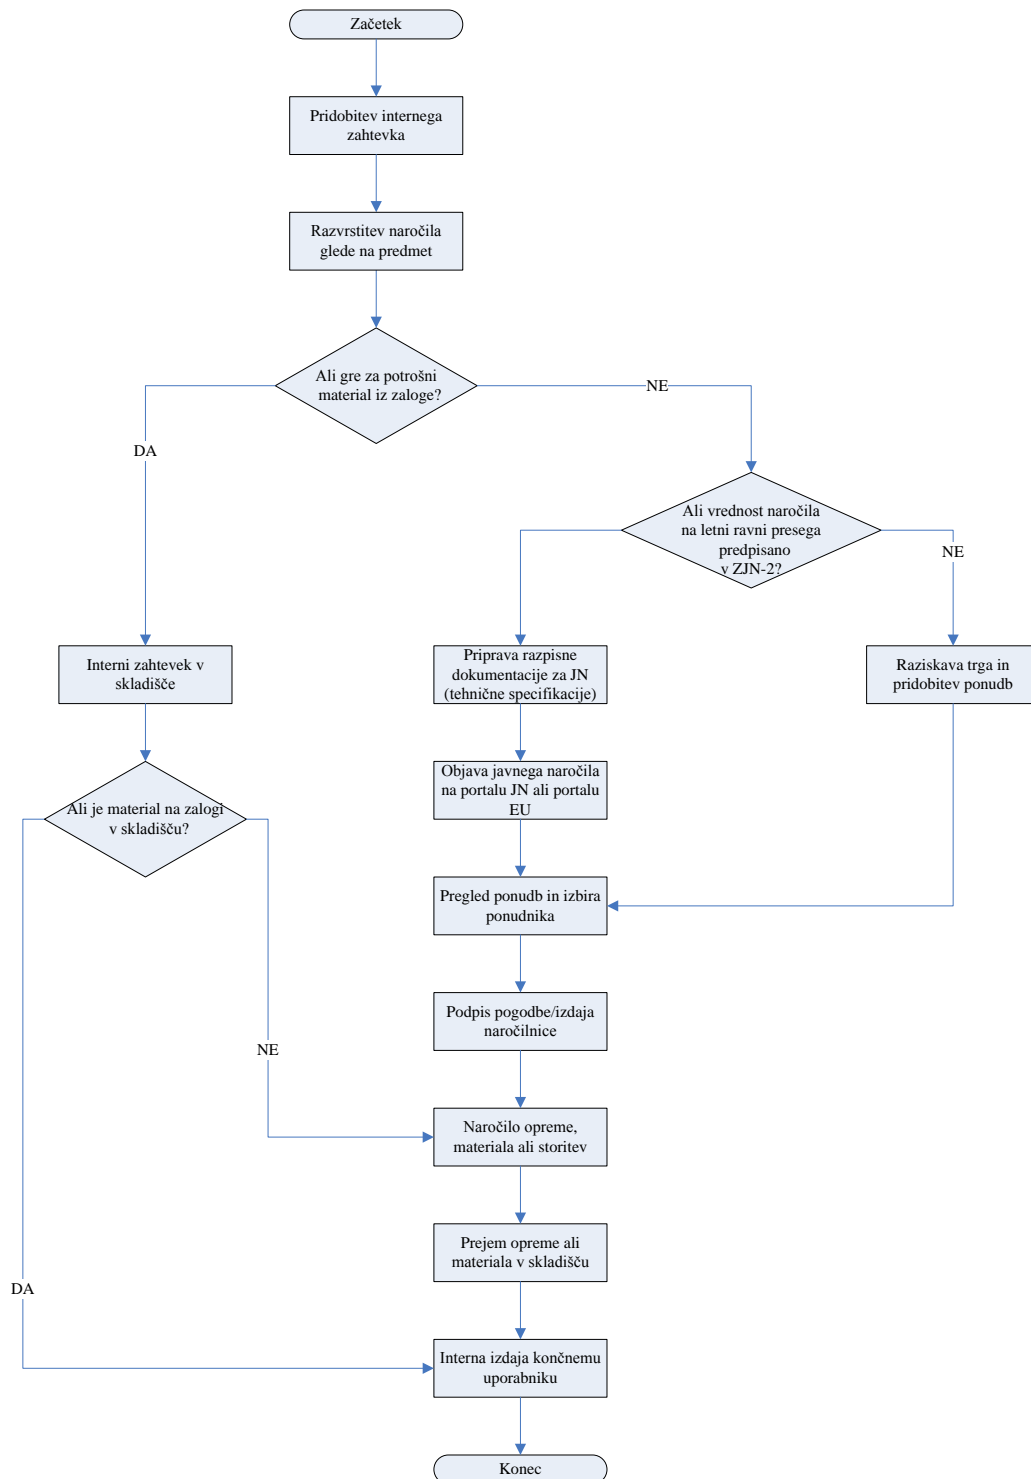 Začetek
Pridobitev internega
zahtevka
Razvrstitev naročila
glede na predmet
Ali gre za potrošni
material iz zaloge?
NE
DA
Ali vrednost naročila
na letni ravni presega
predpisano
v ZJN-2?
NE
Interni zahtevek v
skladišče
Priprava razpisne
dokumentacije za JN
(tehnične specifikacije)
Raziskava trga in
pridobitev ponudb
Objava javnega naročila
na portalu JN ali portalu
EU
Ali je material na zalogi
v skladišču?
Pregled ponudb in izbira
ponudnika
Podpis pogodbe/izdaja
naročilnice
NE
Naročilo opreme,
materiala ali storitev
Prejem opreme ali
materiala v skladišču
DA
Interna izdaja končnemu
uporabniku
Konec